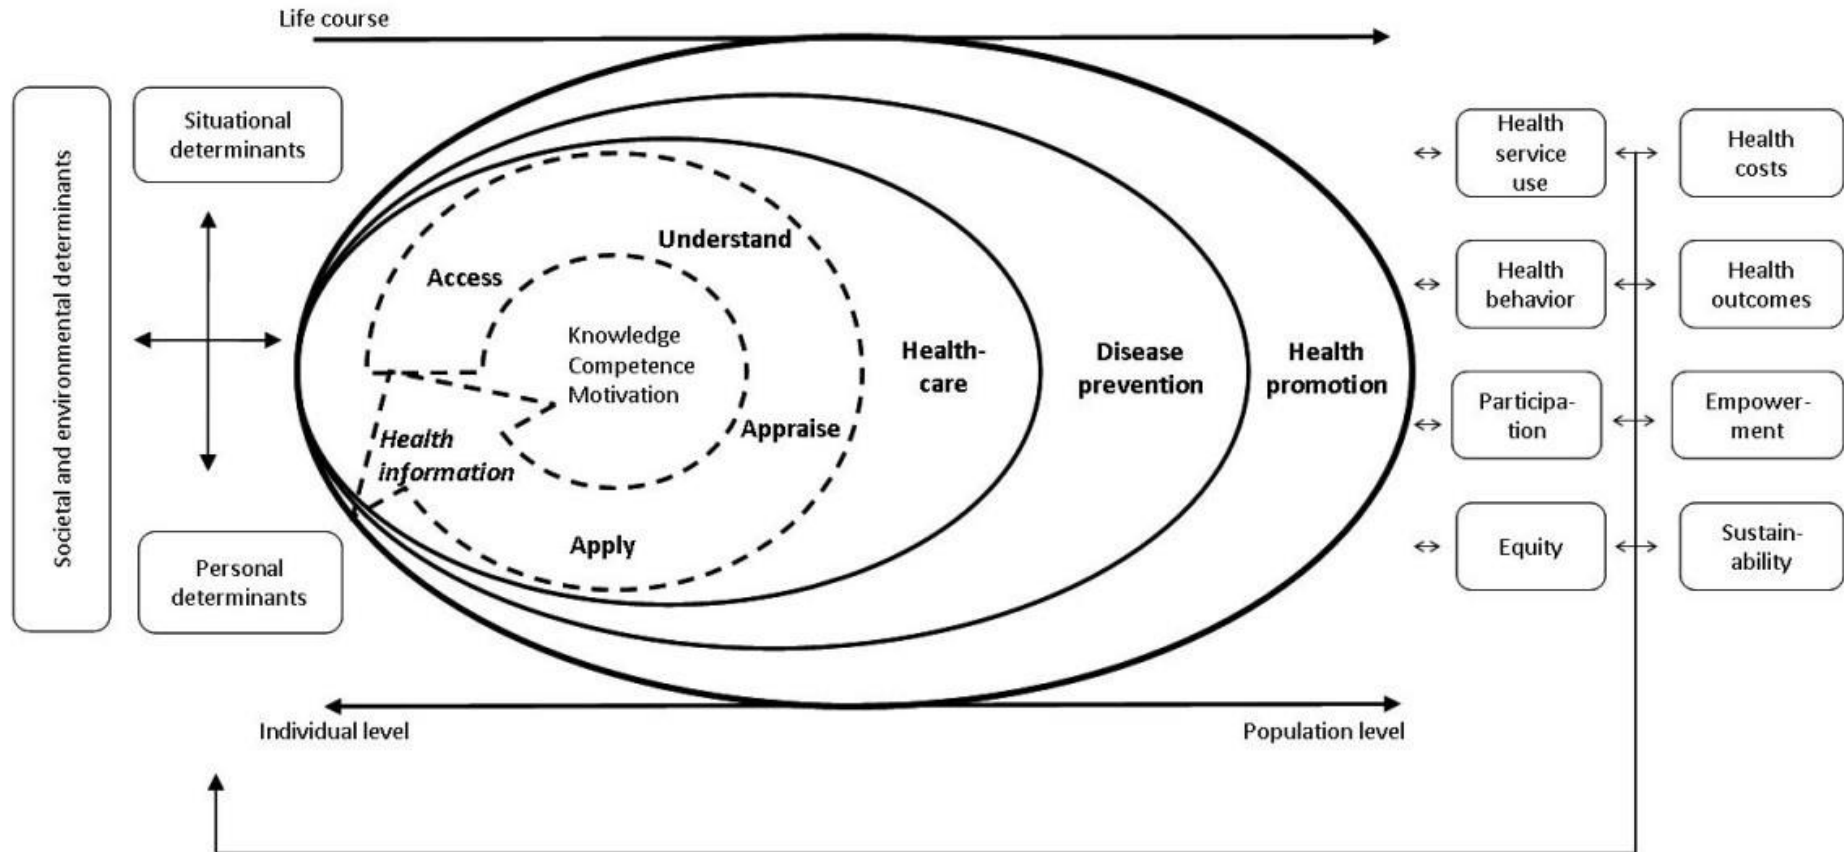 Life course
Societal and environmental determinants
Situational
determinants
Personal
determinants
Access
Understand
Knowledge
Competence
Motivation
Appraise
Health
information
Apply
Health-
care
Disease
prevention
Health
promotion
Individual level
Population level
Health
service
use
Health
costs
Health
behavior
Health
outcomes
Participa-
tion
Empower-
ment
Equity
Sustain-
ability